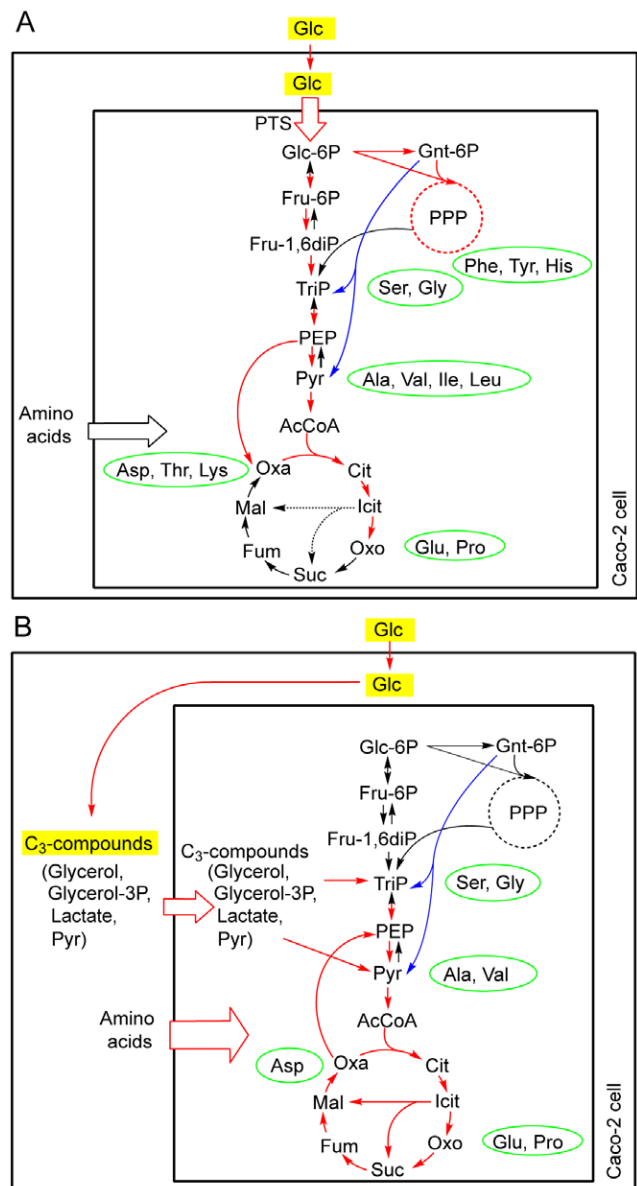 A
Glc
Glc
PTS
Glc-6P
Gnt-6P
Fru-6P
PPP
Fru-1,6diP
Phe, Tyr, His
TriP
Ser, Gly
PEP
Pyr
Ala, Val, Ile, Leu
Amino
acids
AcCoA
Asp, Thr, Lys
Oxa
Cit
Mal
Icit
Fum
Oxo
Glu, Pro
Suc
Caco-2 cell
B
Glc
Glc
Glc-6P
Gnt-6P
Fru-6P
PPP
Fru-1,6diP
C3-compounds
(Glycerol,
Glycerol-3P,
Lactate,
Pyr)
C3-compounds
(Glycerol,
Glycerol-3P,
Lactate,
Pyr)
TriP
Ser, Gly
PEP
Pyr
Ala, Val
Amino
acids
AcCoA
Asp
Oxa
Cit
Mal
Icit
Fum
Oxo
Glu, Pro
Suc
Caco-2 cell